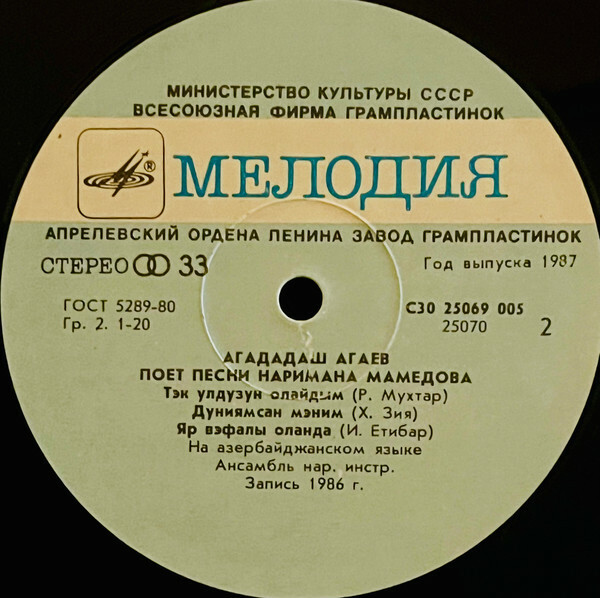 МИНИСТЕРСТВО КУЛЬТУРЫ СССР
ВСЕСОЮЗНАЯ ФИРМА ГРАМПЛАСТИНОК
® МЕЛОДИЯ
АПРЕЛЕВСКИЙ ОРДЕНА ЛЕНИНА ЗАВОД ГРАМПЛАСТИНОК
СТЕРЕО 33 Год выпуска 1987
ГОСТ 5289-80 С30 25069 005
Гр. 2. 1-20 25070 2
АГАДАДАШ АГАЕВ
ПОЕТ ПЕСНИ НАРИМАНА МАМЕДОВА
Тэк улдузун олайдым (Р. Мухтар)
Дуниямсан мэним (Х. Зия)
Яр вэфалы оланда (И. Етибар)
На азербайджанском языке
Ансамбль нар. инстр.
Запись 1986 г.